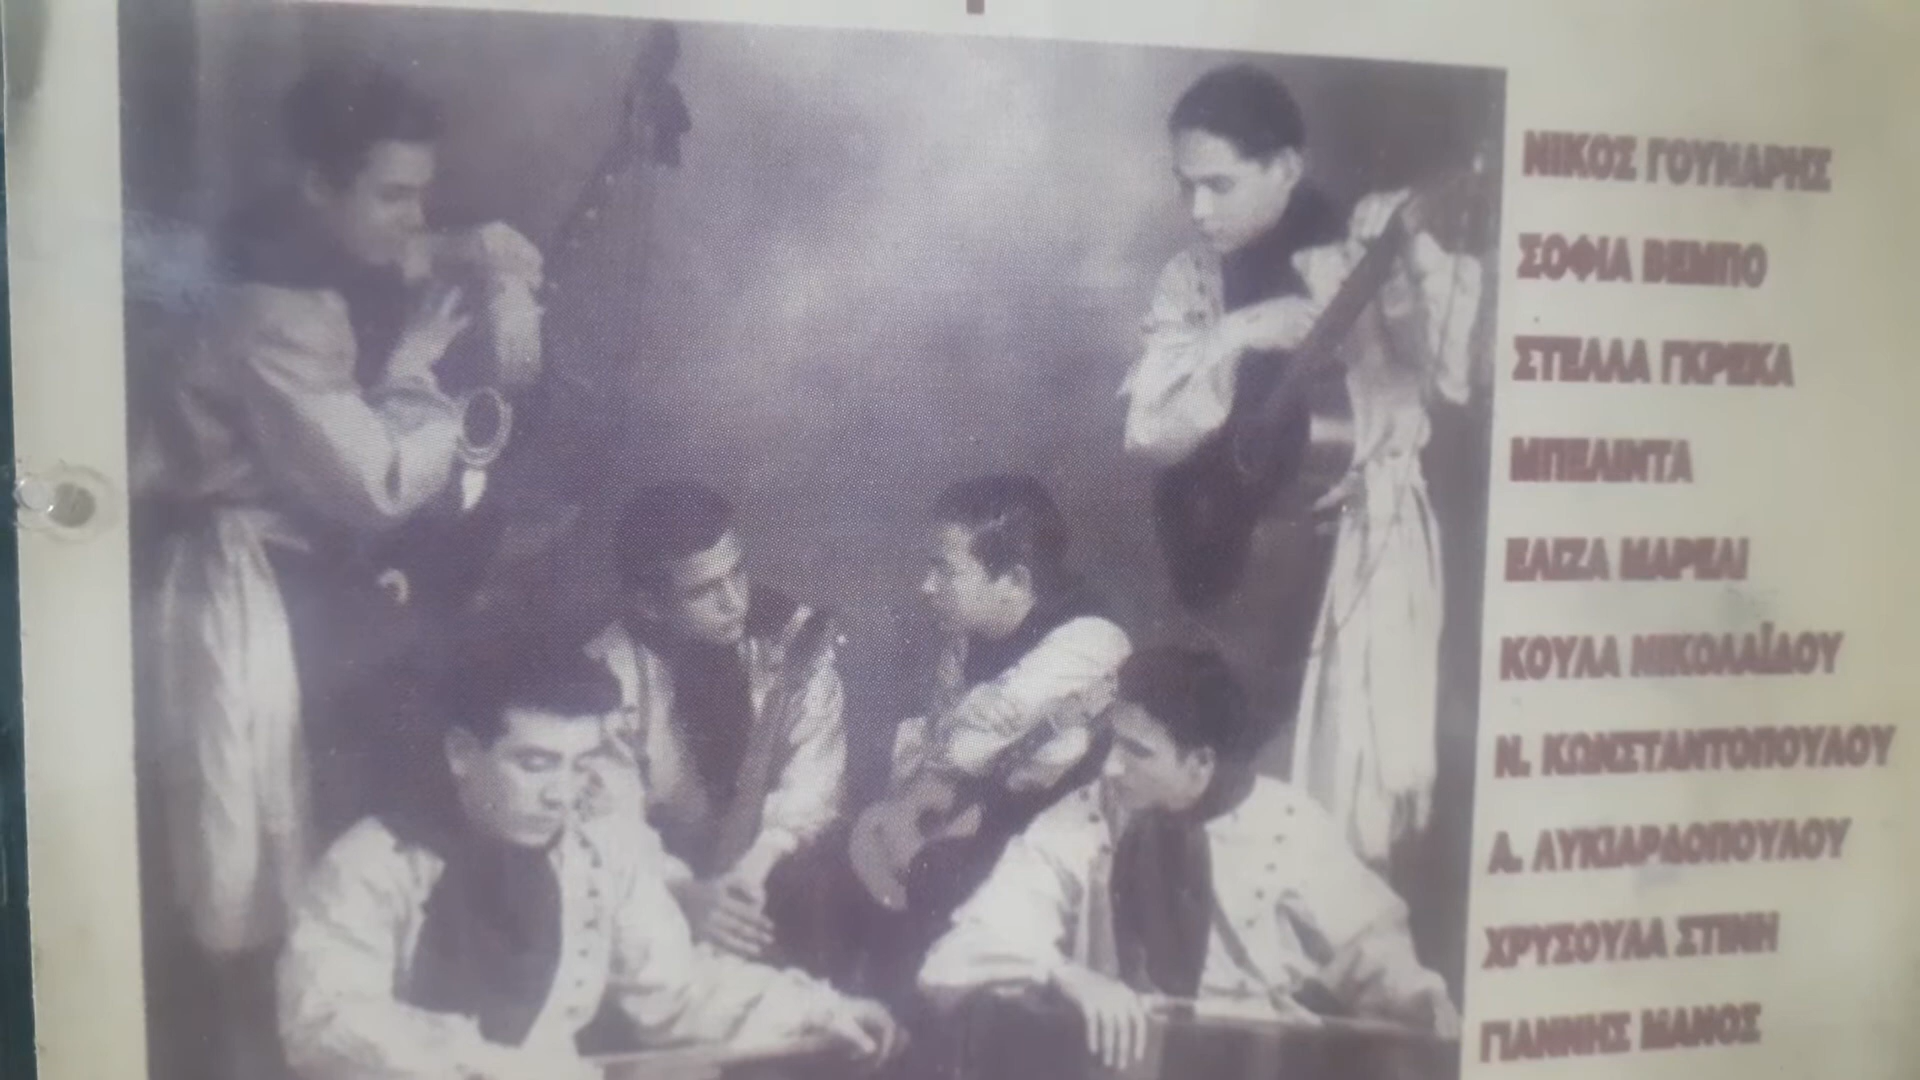 ΝΙΚΟΣ ΓΟΥΝΑΡΗΣ
ΣΟΦΙΑ ΒΕΜΠΟ
ΣΤΕΛΛΑ ΓΚΡΕΚΑ
ΜΠΕΛΙΝΤΑ
ΕΛΙΖΑ ΜΑΡΕΛΙ
ΚΟΥΛΑ ΝΙΚΟΛΑΪΔΟΥ
Ν. ΚΩΝΣΤΑΝΤΟΠΟΥΛΟΥ
Α. ΛΥΚΙΑΡΔΟΠΟΥΛΟΥ
ΧΡΥΣΟΥΛΑ ΣΤΙΝΗ
ΓΙΑΝΝΗΣ ΜΑΝΟΣ